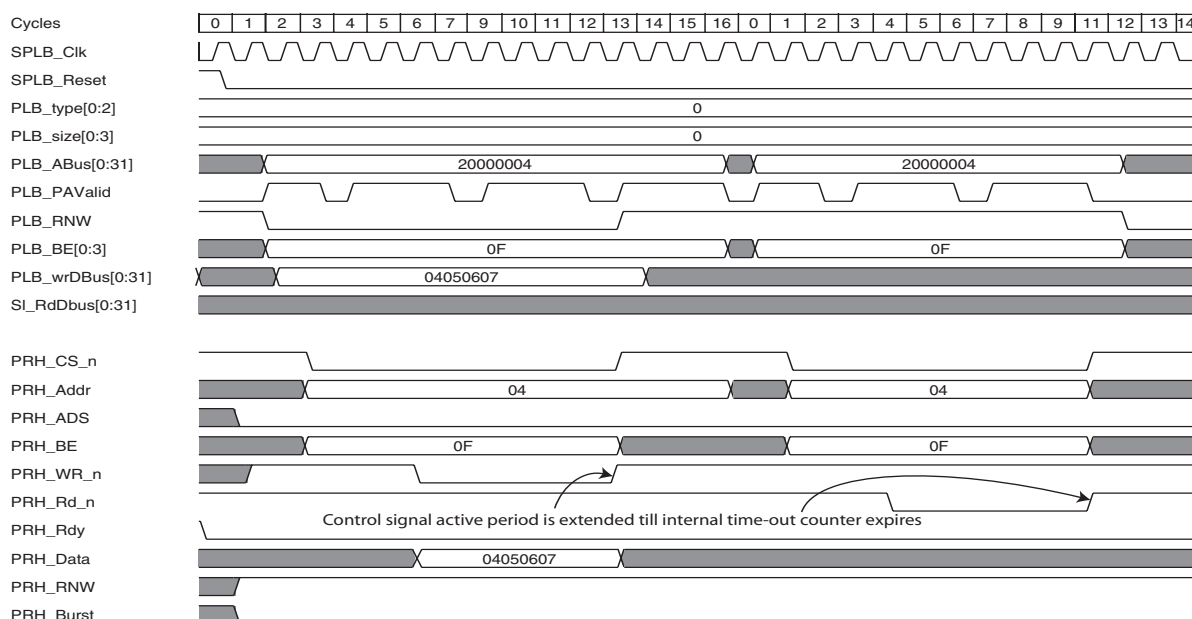 Cycles 0 1 2 3 4 5 6 7 8 9 10 11 12 13 14 15 16 0 1 2 3 4 5 6 7 8 9 11 12 13 14
SPLB_Clk
SPLB_Reset
PLB_type[0:2] 0
PLB_size[0:3] 0
PLB_ABus[0:31] 20000004 20000004
PLB_PAValid
PLB_RNW
PLB_BE[0:3] 0F 0F
PLB_wrDBus[0:31] 04050607
Sl_RdDbus[0:31]
PRH_CS_n
PRH_Addr 04 04
PRH_ADS
PRH_BE 0F 0F
PRH_WR_n
PRH_Rd_n
Control signal active period is extended till internal time-out counter expires
PRH_Rdy
PRH_Data 04050607
PRH_RNW
PRH_Burst